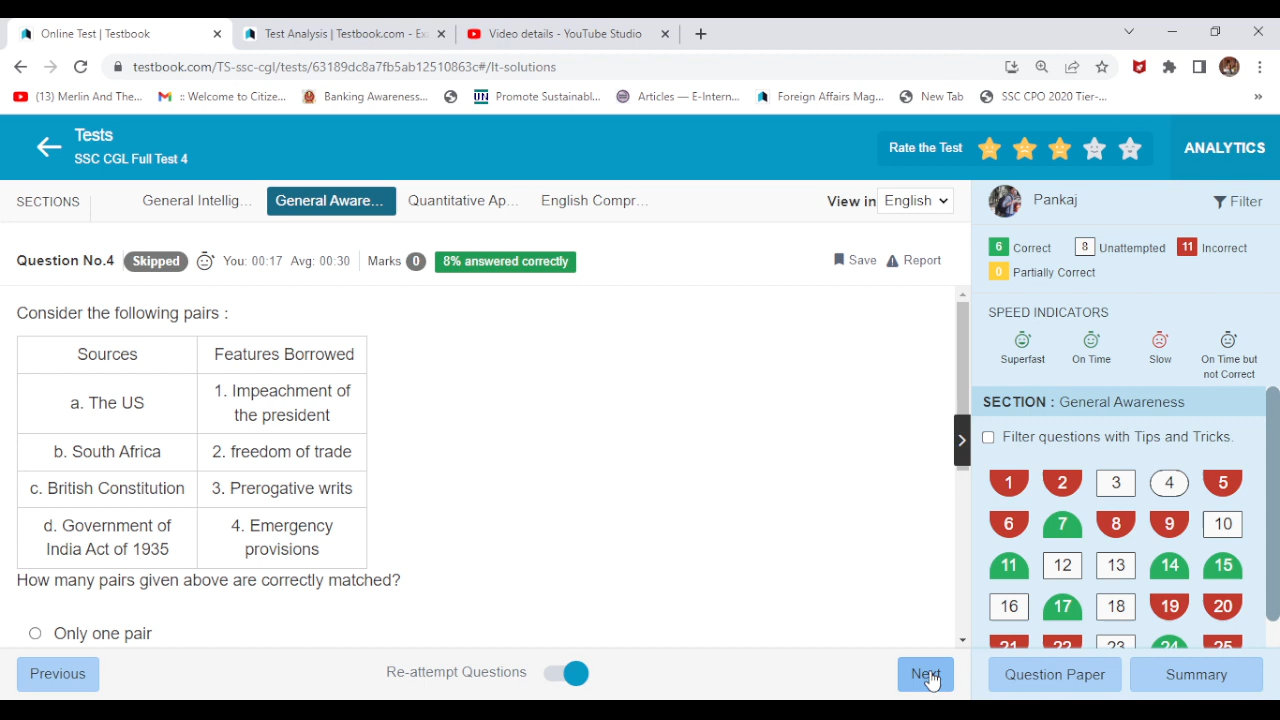 Online Test | Testbook
Test Analysis | Testbook.com - Ex
Video details - YouTube Studio
testbook.com/TS-ssc-cgl/tests/63189dc8a7fb5ab12510863c#/lt-solutions
(13) Merlin And The...
:: Welcome to Citize...
Banking Awareness...
UN
Promote Sustainabl...
Articles — E-Intern...
Foreign Affairs Mag...
New Tab
SSC CPO 2020 Tier-...
»
Tests
SSC CGL Full Test 4
Rate the Test
ANALYTICS
SECTIONS
General Intellig...
General Aware...
Quantitative Ap...
English Compr...
View in English
Pankaj
Filter
Question No.4 Skipped You: 00:17 Avg: 00:30 Marks 0 8% answered correctly
Save Report
6 Correct 8 Unattempted 11 Incorrect
0 Partially Correct
Consider the following pairs :
Sources Features Borrowed
a. The US 1. Impeachment of the president
b. South Africa 2. freedom of trade
c. British Constitution 3. Prerogative writs
d. Government of India Act of 1935 4. Emergency provisions
How many pairs given above are correctly matched?
Only one pair
SPEED INDICATORS
Superfast On Time Slow On Time but not Correct
SECTION : General Awareness
Filter questions with Tips and Tricks.
1 2 3 4 5
6 7 8 9 10
11 12 13 14 15
16 17 18 19 20
21 22 23 24 25
Previous
Re-attempt Questions
Next
Question Paper
Summary